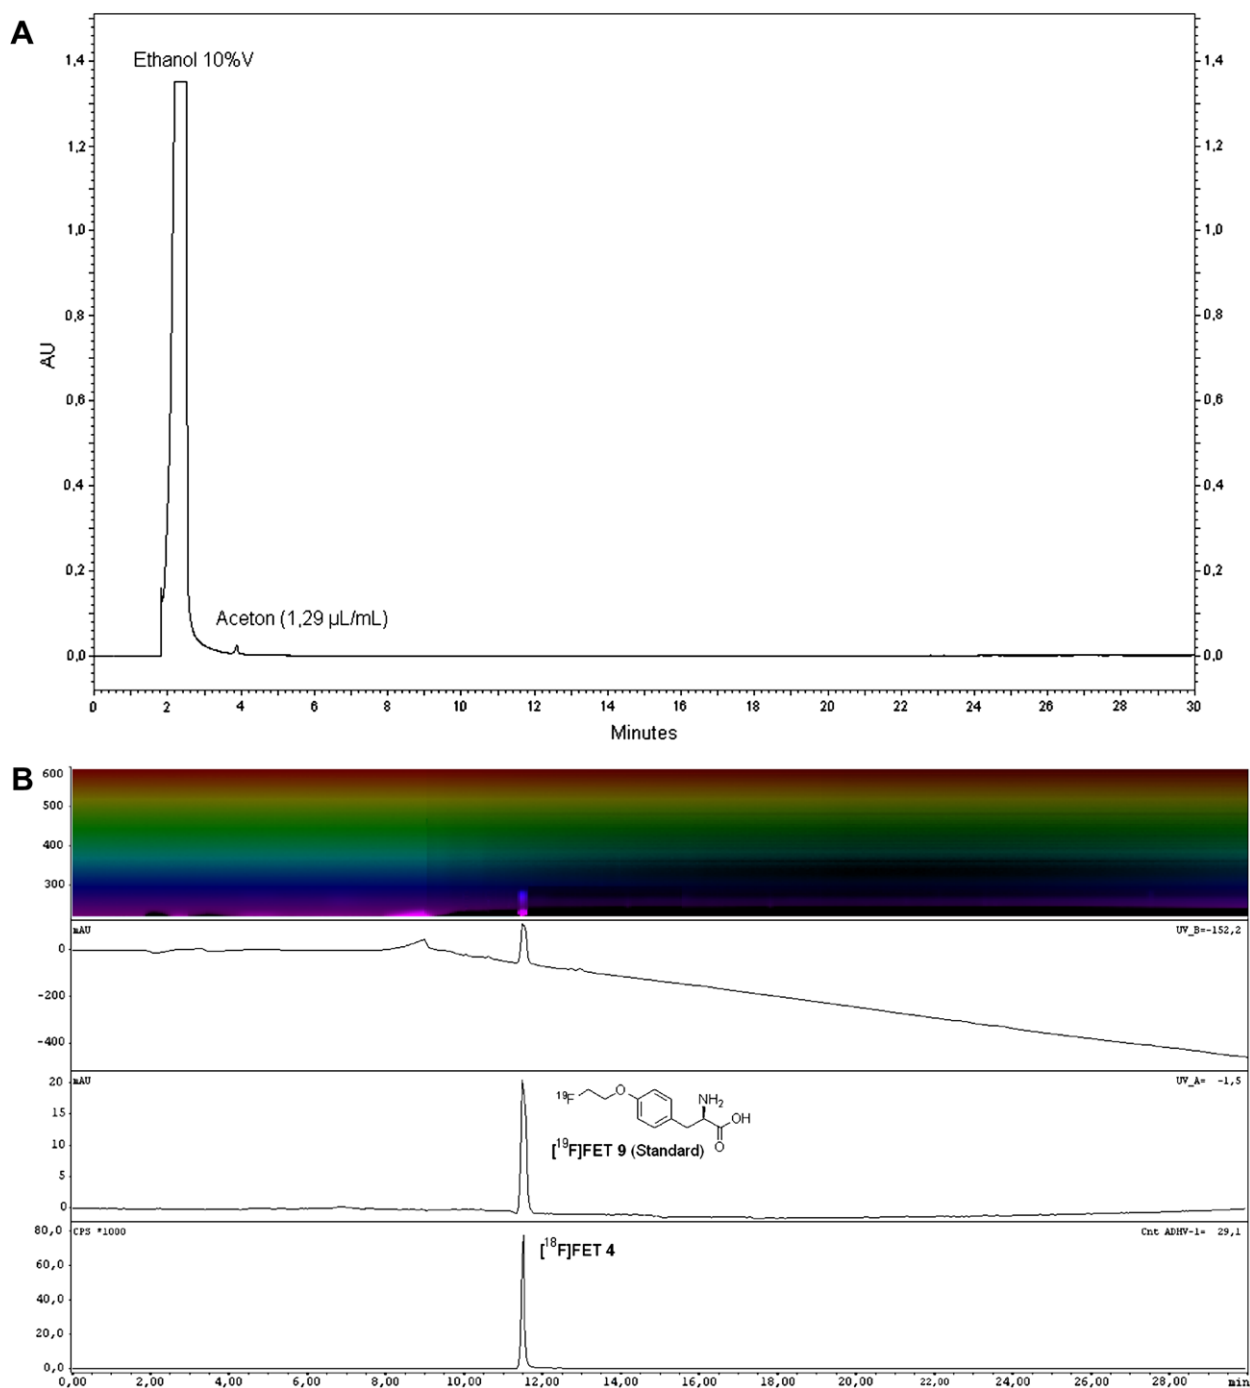 A
Ethanol 10%V
1,4
1,4
1,2
1,2
1,0
1,0
0,8
0,8
AU
0,6
0,6
0,4
0,4
0,2
0,2
Aceton (1,29 µL/mL)
0,0
0,0
0 2 4 6 8 10 12 14 16 18 20 22 24 26 28 30
Minutes
B
600
500
400
300
mAU
UV_B=-152,2
0
-200
-400
mAU
UV_A= -1,5
20
15
10
5
0
19F
O
NH2
OH
O
[19F]FET 9 (Standard)
80,0
CPS *1000
Cnt ADHV-1= 29,1
[18F]FET 4
60,0
40,0
20,0
0,0
0,00 2,00 4,00 6,00 8,00 10,00 12,00 14,00 16,00 18,00 20,00 22,00 24,00 26,00 28,00 min